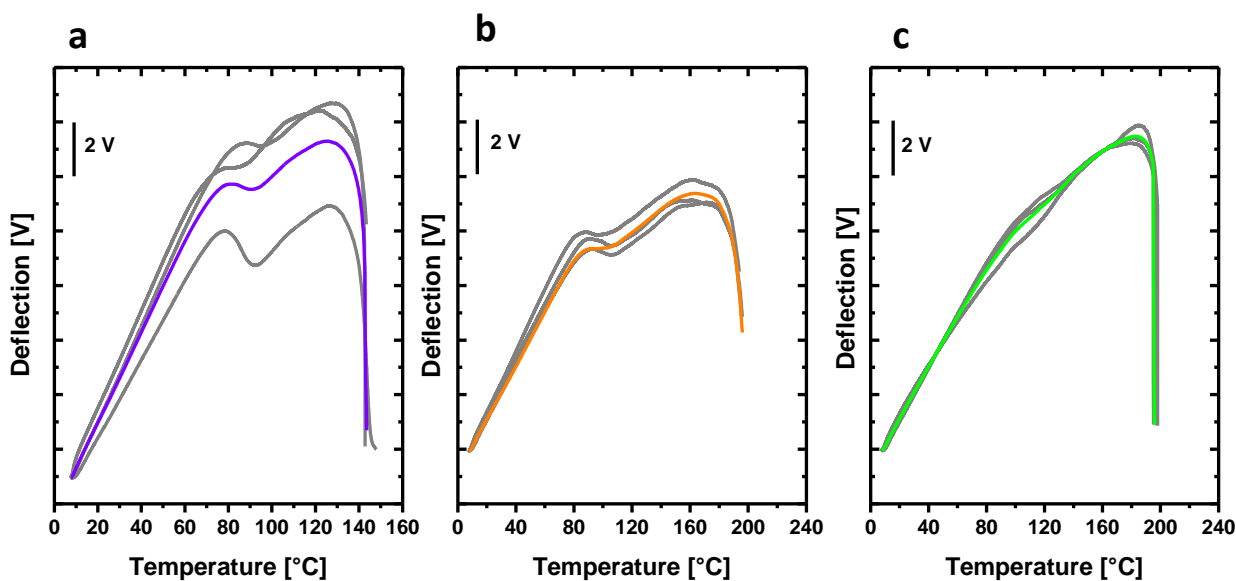 a
b
c
2 V
2 V
2 V
Deflection [V]
Deflection [V]
Deflection [V]
0 20 40 60 80 100 120 140 160
0 40 80 120 160 200 240
0 40 80 120 160 200 240
Temperature [°C]
Temperature [°C]
Temperature [°C]